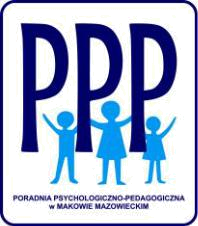 PPP
PORADNIA PSYCHOLOGICZNO-PEDAGOGICZNA
w MAKOWIE MAZOWIECKIM